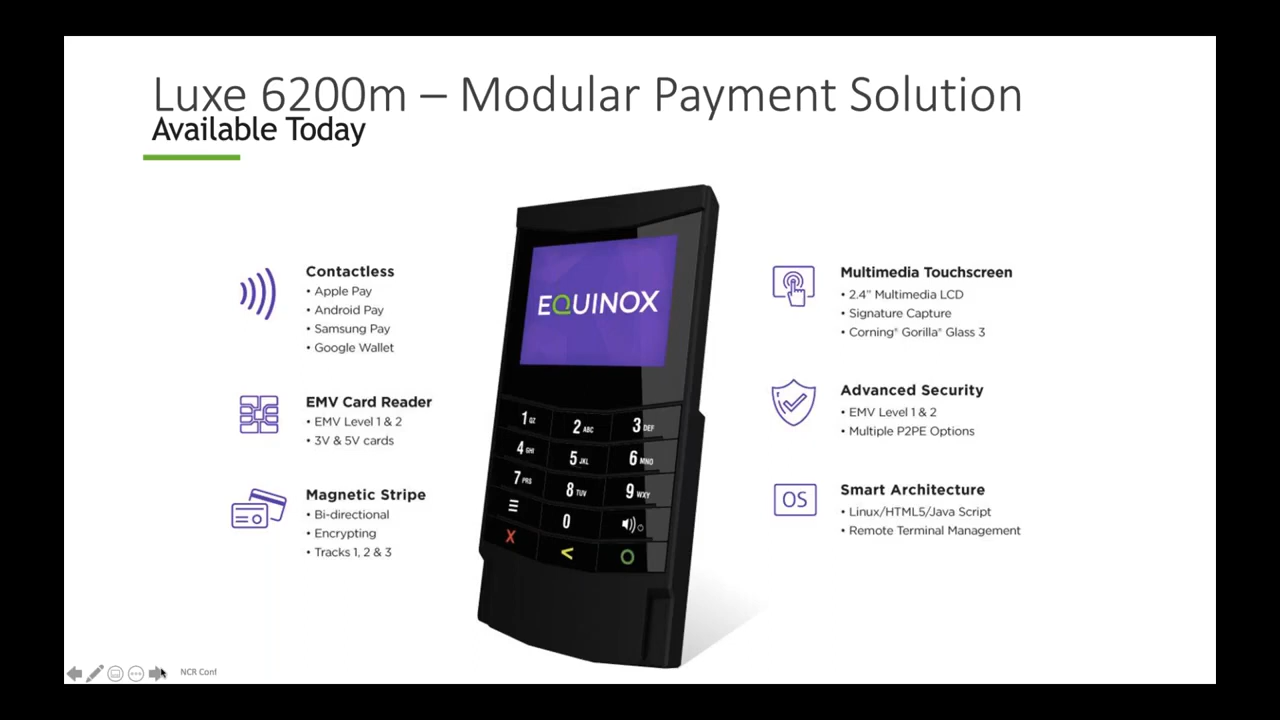 Luxe 6200m – Modular Payment Solution
Available Today
Contactless
• Apple Pay
• Android Pay
• Samsung Pay
• Google Wallet
EMV Card Reader
• EMV Level 1 & 2
• 3V & 5V cards
Magnetic Stripe
• Bi-directional
• Encrypting
• Tracks 1, 2 & 3
EQUINOX
1 QZ 2 ABC 3 DEF
4 GHI 5 JKL 6 MNO
7 PRS 8 TUV 9 WXY
0
X < O
Multimedia Touchscreen
• 2.4” Multimedia LCD
• Signature Capture
• Corning® Gorilla® Glass 3
Advanced Security
• EMV Level 1 & 2
• Multiple P2PE Options
OS
Smart Architecture
• Linux/HTML5/Java Script
• Remote Terminal Management
NCR Conf